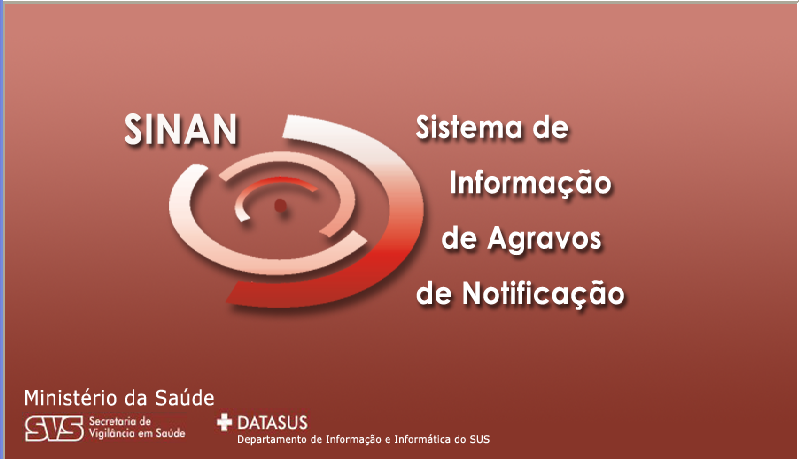 SINAN
Sistema de
Informação
de Agravos
de Notificação
Ministério da Saúde
SVS
Secretaria de
Vigilância em Saúde
DATASUS
Departamento de Informação e Informática do SUS